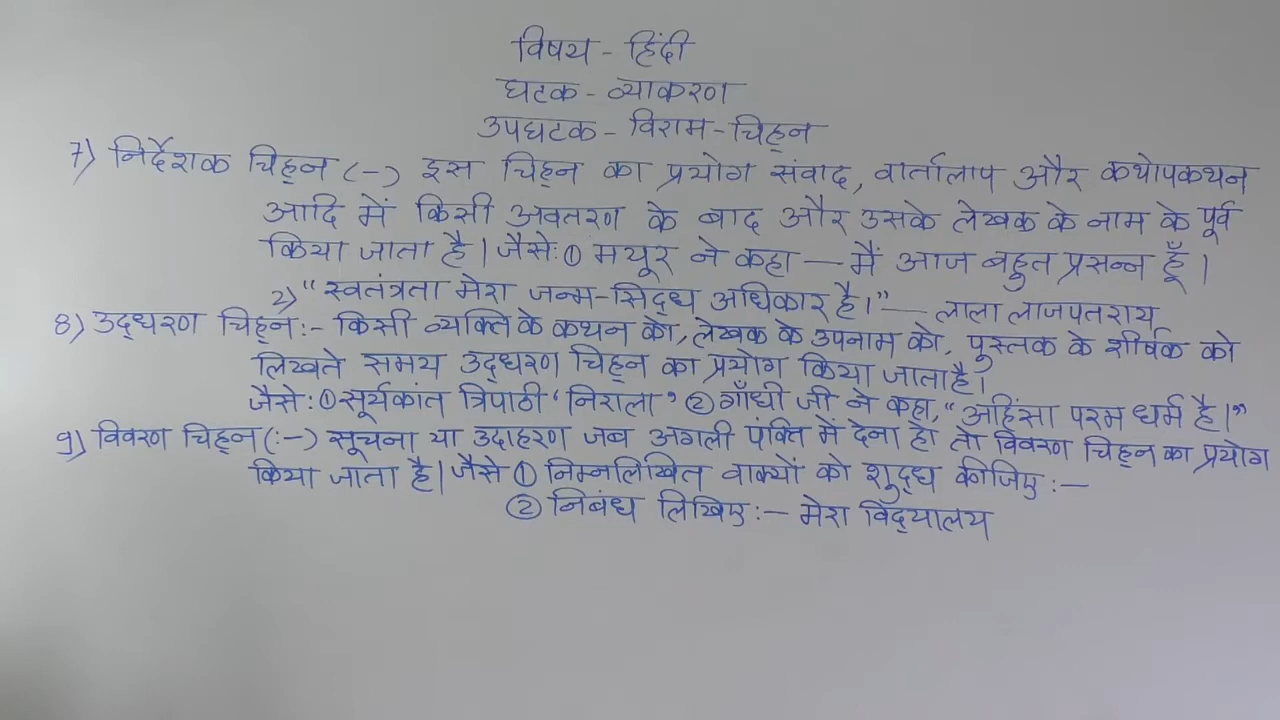 विषय - हिंदी
घटक - व्याकरण
उपघटक - विराम - चिह्न
7) निर्देशक चिह्न (-) इस चिह्न का प्रयोग संवाद, वार्तालाप और कथोपकथन
आदि में किसी अवतरण के बाद और उसके लेखक के नाम के पूर्व
किया जाता है। जैसे: ① मयूर ने कहा — मैं आज बहुत प्रसन्न हूँ।
2) “स्वतंत्रता मेरा जन्म-सिद्ध अधिकार है।” — लाला लाजपतराय
8) उद्धरण चिह्न:- किसी व्यक्ति के कथन को, लेखक के उपनाम को, पुस्तक के शीर्षक को
लिखते समय उद्धरण चिह्न का प्रयोग किया जाता है।
जैसे: ① सूर्यकांत त्रिपाठी ‘निराला’ ② गाँधी जी ने कहा, “अहिंसा परम धर्म है।”
9) विवरण चिह्न (:-) सूचना या उदाहरण जब अगली पंक्ति में देना हो तो विवरण चिह्न का प्रयोग
किया जाता है। जैसे ① निम्नलिखित वाक्यों को शुद्ध कीजिए :-
② निबंध लिखिए :- मेरा विद्यालय